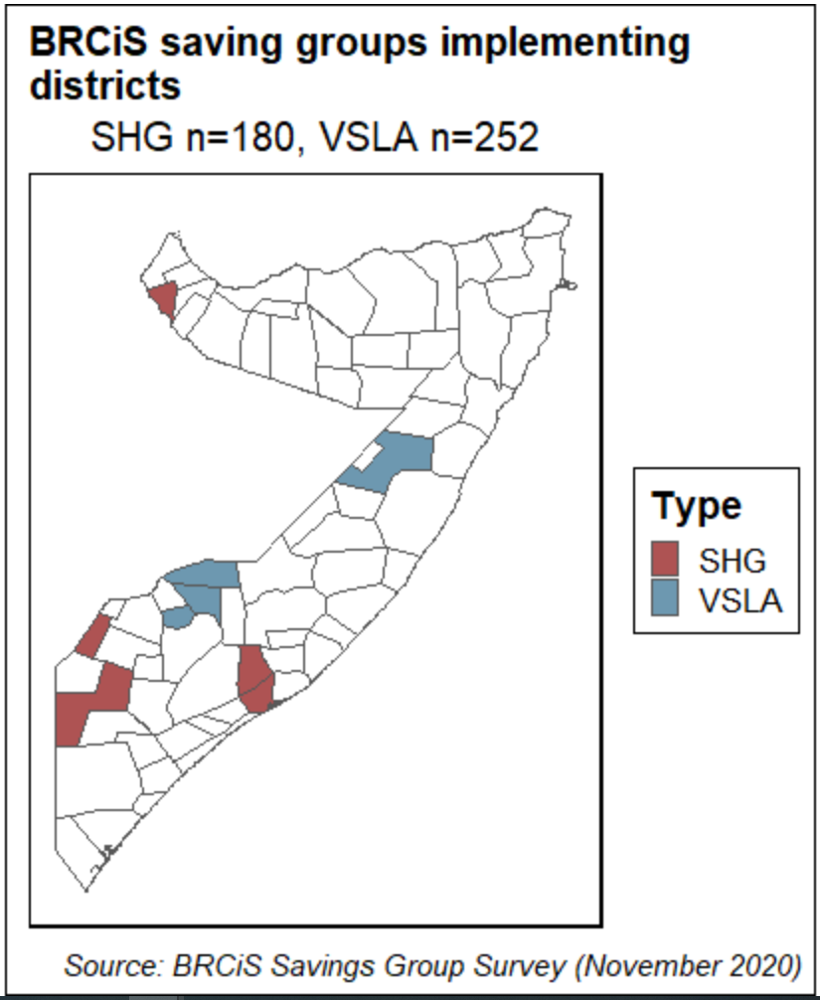 BRCiS saving groups implementing
districts
SHG n=180, VSLA n=252
Type
SHG
VSLA
Source: BRCiS Savings Group Survey (November 2020)